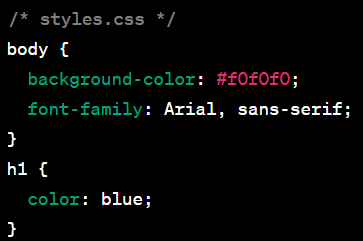 /* styles.css */
body {
  background-color: #f0f0f0;
  font-family: Arial, sans-serif;
}
h1 {
  color: blue;
}